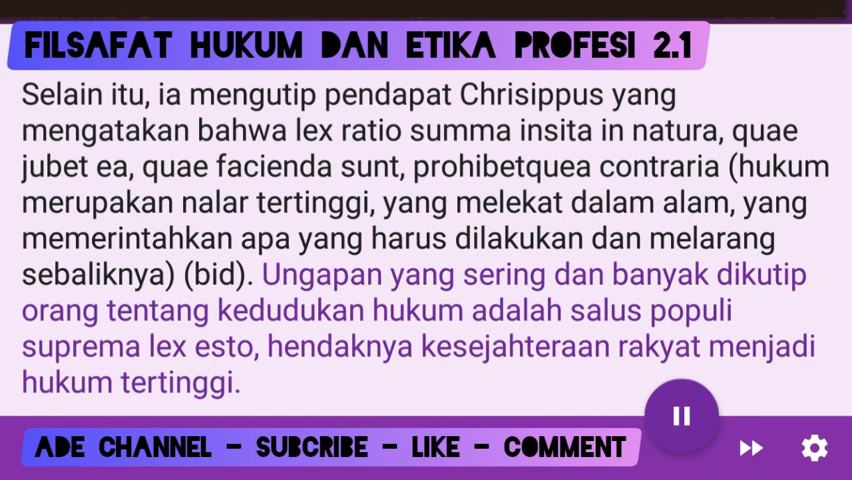 FILSAFAT HUKUM DAN ETIKA PROFESI 2.1
Selain itu, ia mengutip pendapat Chrisippus yang
mengatakan bahwa lex ratio summa insita in natura, quae
jubet ea, quae facienda sunt, prohibetquea contraria (hukum
merupakan nalar tertinggi, yang melekat dalam alam, yang
memerintahkan apa yang harus dilakukan dan melarang
sebaliknya) (bid). Ungapan yang sering dan banyak dikutip
orang tentang kedudukan hukum adalah salus populi
suprema lex esto, hendaknya kesejahteraan rakyat menjadi
hukum tertinggi.
ADE CHANNEL - SUBCRIBE - LIKE - COMMENT